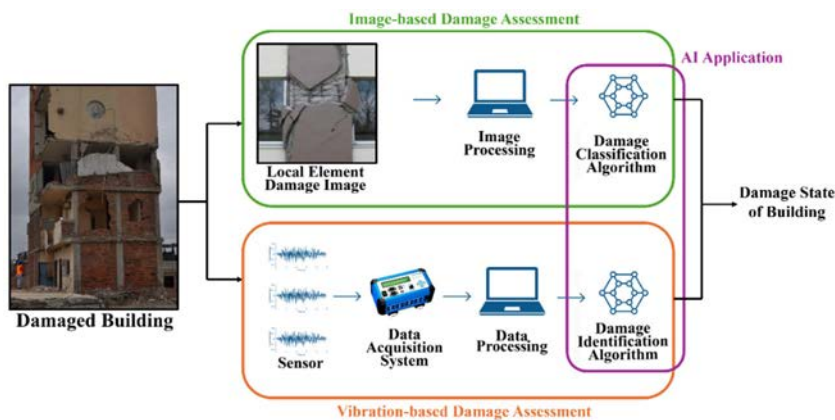 Image-based Damage Assessment
AI Application
Local Element
Damage Image
Image
Processing
Damage
Classification
Algorithm
Damage State
of Building
Damaged Building
Sensor
Data
Acquisition
System
Data
Processing
Damage
Identification
Algorithm
Vibration-based Damage Assessment